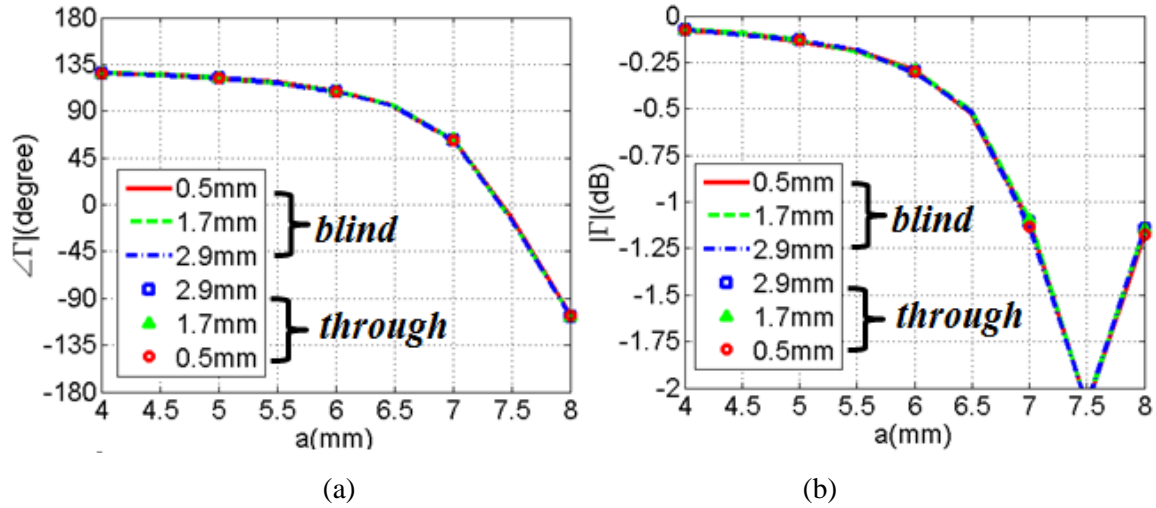 180
135
90
45
0
-45
-90
-135
-180
∠Γ|(degree)
0.5mm
1.7mm
2.9mm
2.9mm
1.7mm
0.5mm
blind
through
4 4.5 5 5.5 6 6.5 7 7.5 8
a(mm)
(a)
0
-0.25
-0.5
-0.75
-1
-1.25
-1.5
-1.75
-2
|Γ|(dB)
0.5mm
1.7mm
2.9mm
2.9mm
1.7mm
0.5mm
blind
through
4 4.5 5 5.5 6 6.5 7 7.5 8
a(mm)
(b)